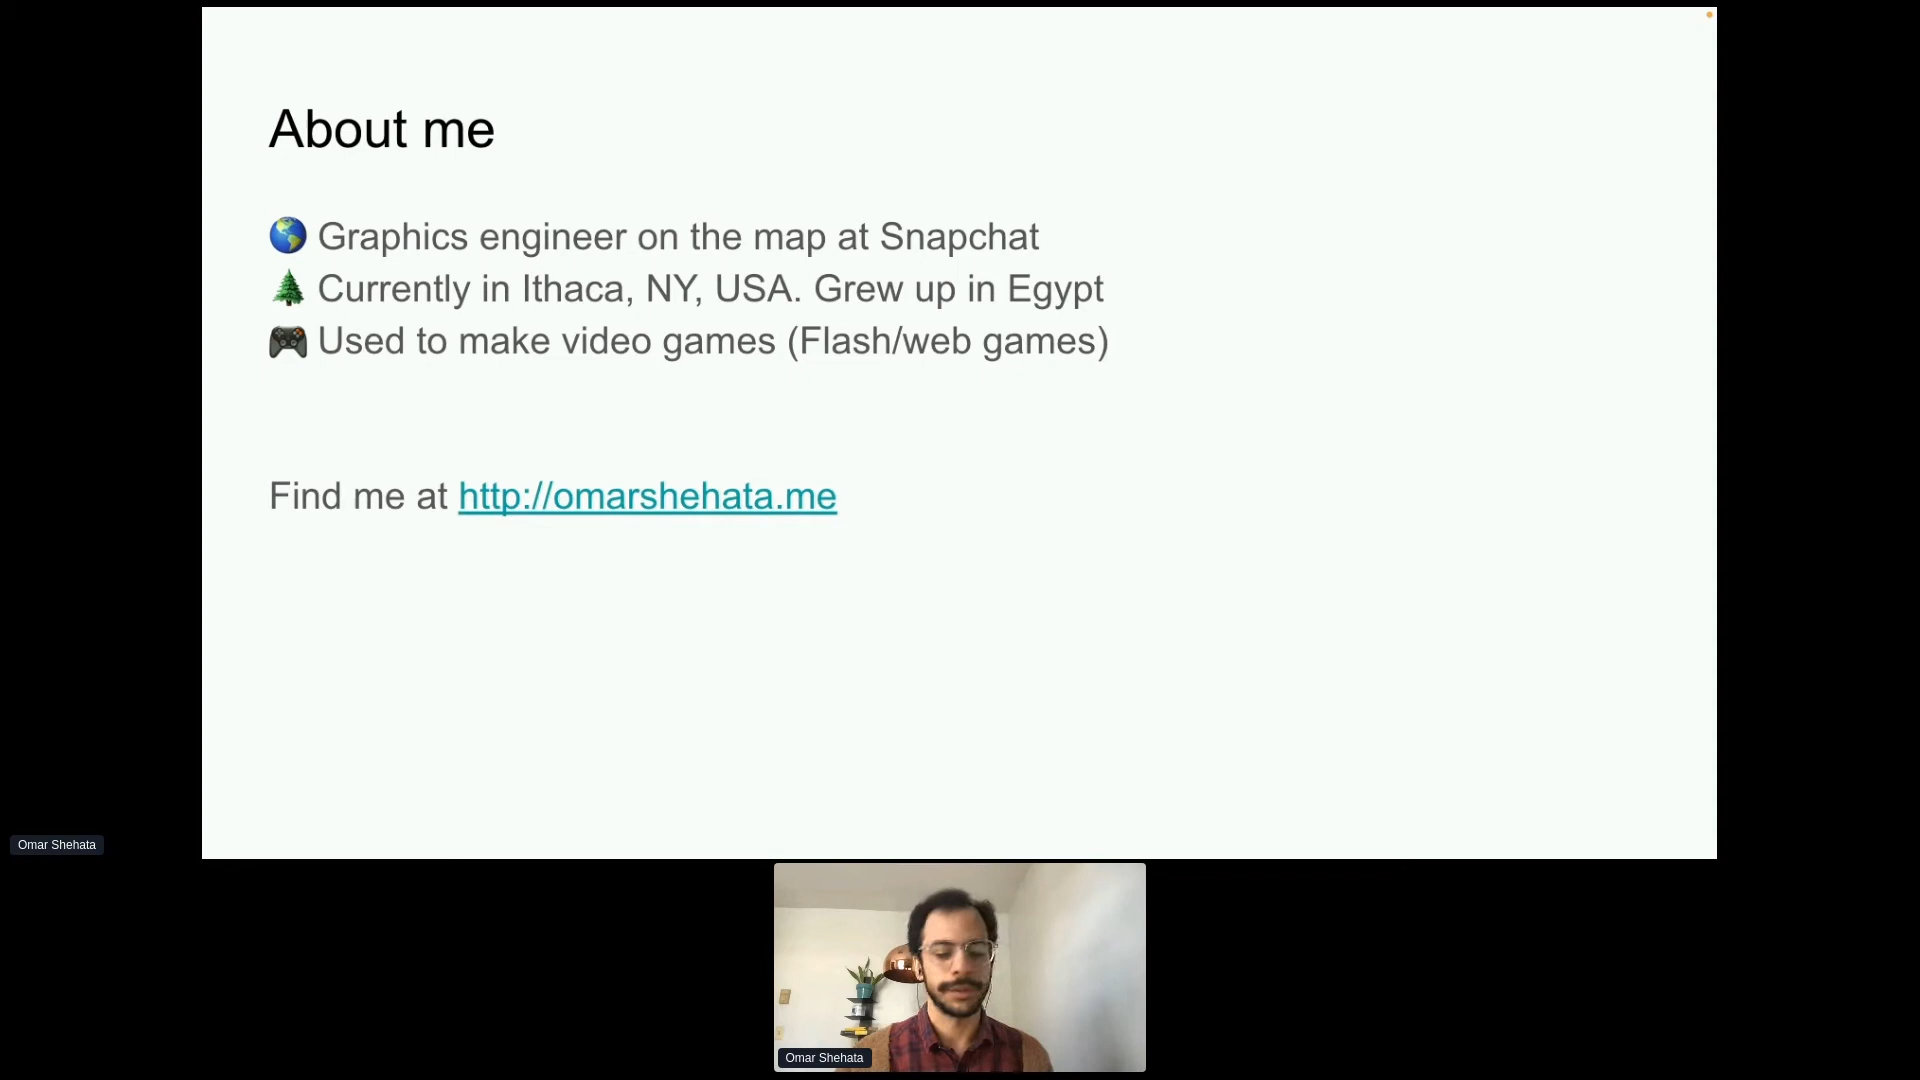 About me
🌎 Graphics engineer on the map at Snapchat
🌲 Currently in Ithaca, NY, USA. Grew up in Egypt
🎮 Used to make video games (Flash/web games)
Find me at http://omarshehata.me
Omar Shehata
Omar Shehata